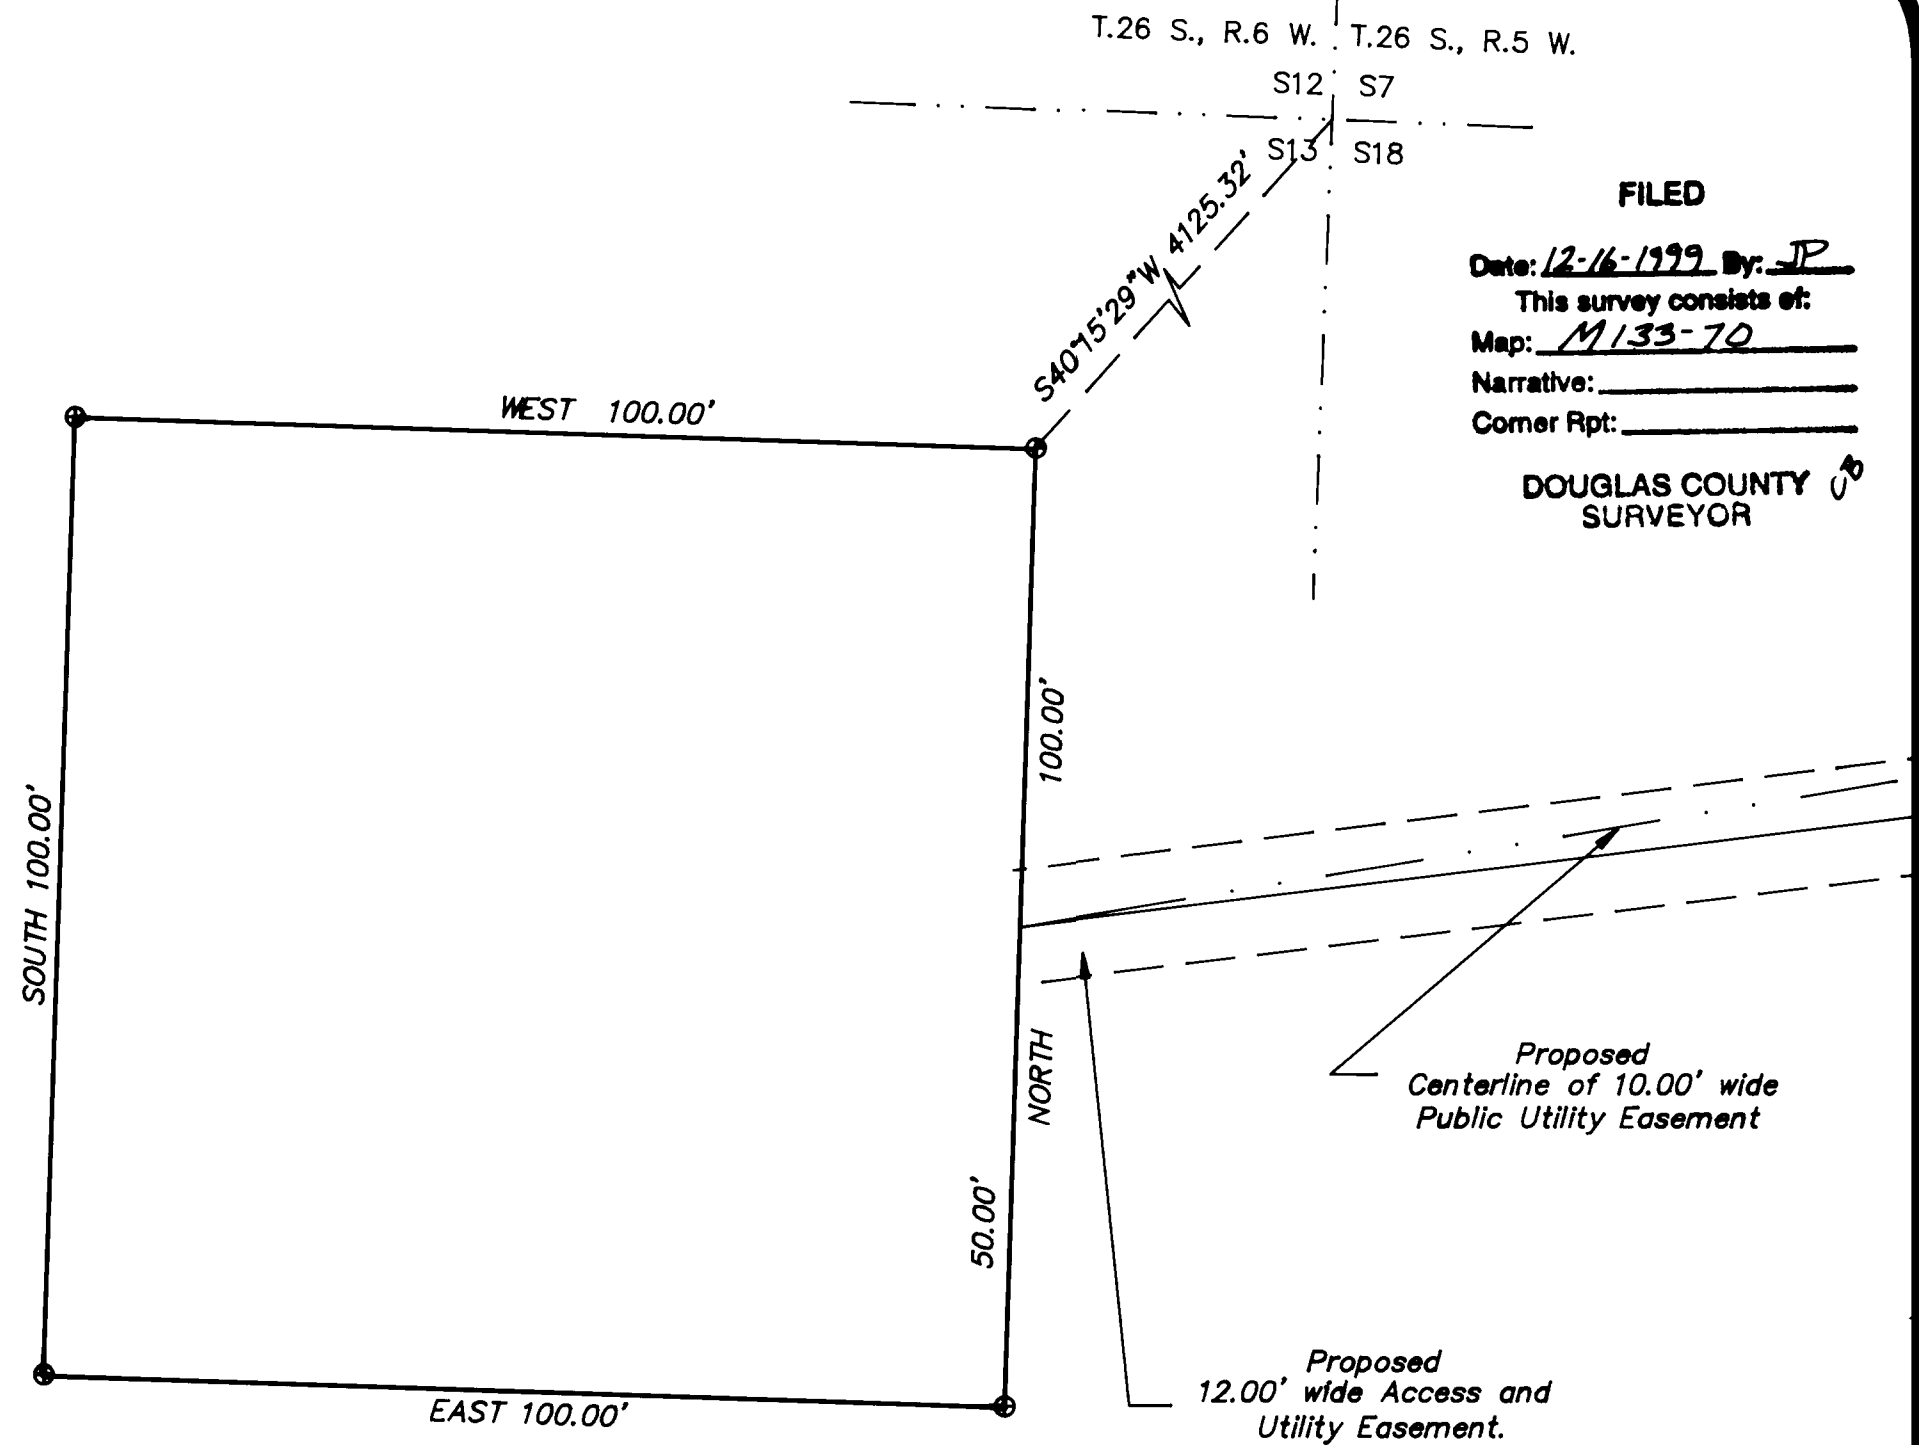 T.26 S., R.6 W. T.26 S., R.5 W.
S12 S7
S13 S18
S40°15'29"W 4125.32'
FILED
Date: 12-16-1999 By: JP
This survey consists of:
Map: M133-70
Narrative:
Corner Rpt:
DOUGLAS COUNTY
SURVEYOR
WEST 100.00'
100.00'
SOUTH 100.00'
NORTH
50.00'
EAST 100.00'
Proposed
Centerline of 10.00' wide
Public Utility Easement
Proposed
12.00' wide Access and
Utility Easement.